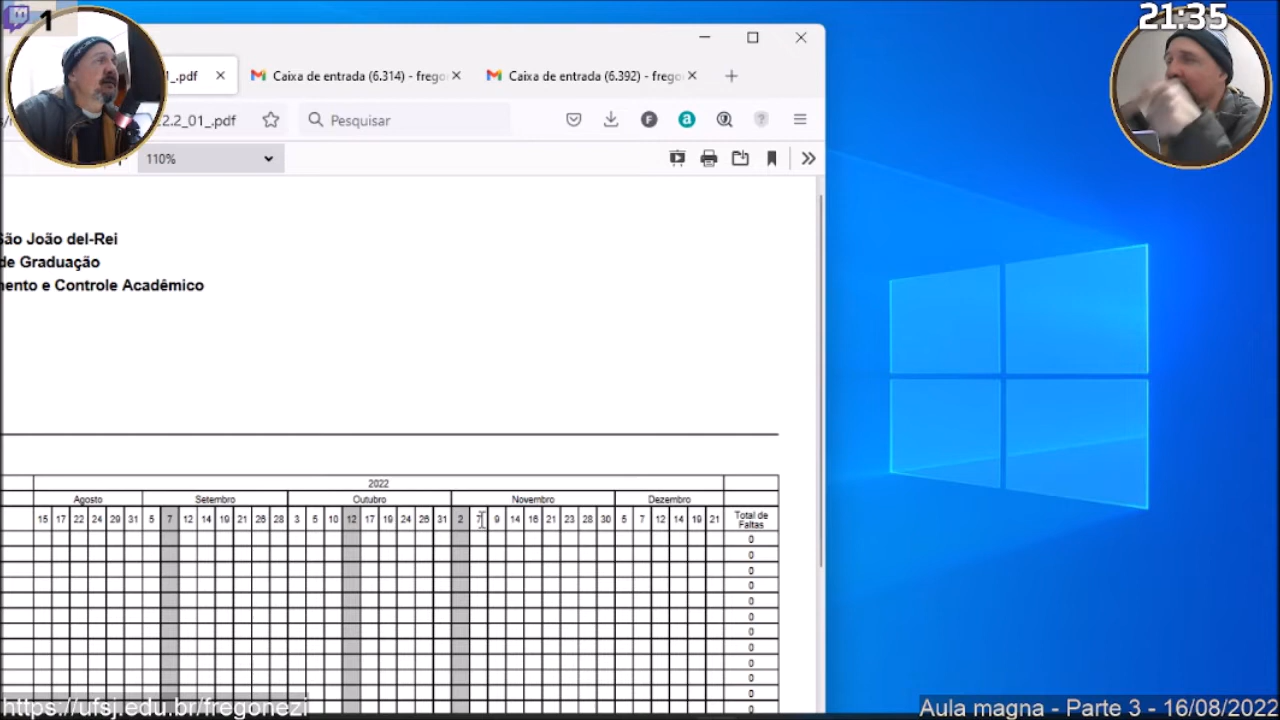 1
21:35
_.pdf
Caixa de entrada (6.314) - frego
Caixa de entrada (6.392) - frego
2.2_01_.pdf
Pesquisar
110%
São João del-Rei
de Graduação
mento e Controle Acadêmico
2022
Agosto Setembro Outubro Novembro Dezembro
15 17 22 24 29 31 5 7 12 14 19 21 26 28 3 5 10 12 17 19 24 26 31 2 7 9 14 16 21 23 28 30 5 7 12 14 19 21 Total de
Faltas
0
0
0
0
0
0
0
0
0
0
0
0
https://ufsj.edu.br/fregonezi
Aula magna - Parte 3 - 16/08/2022